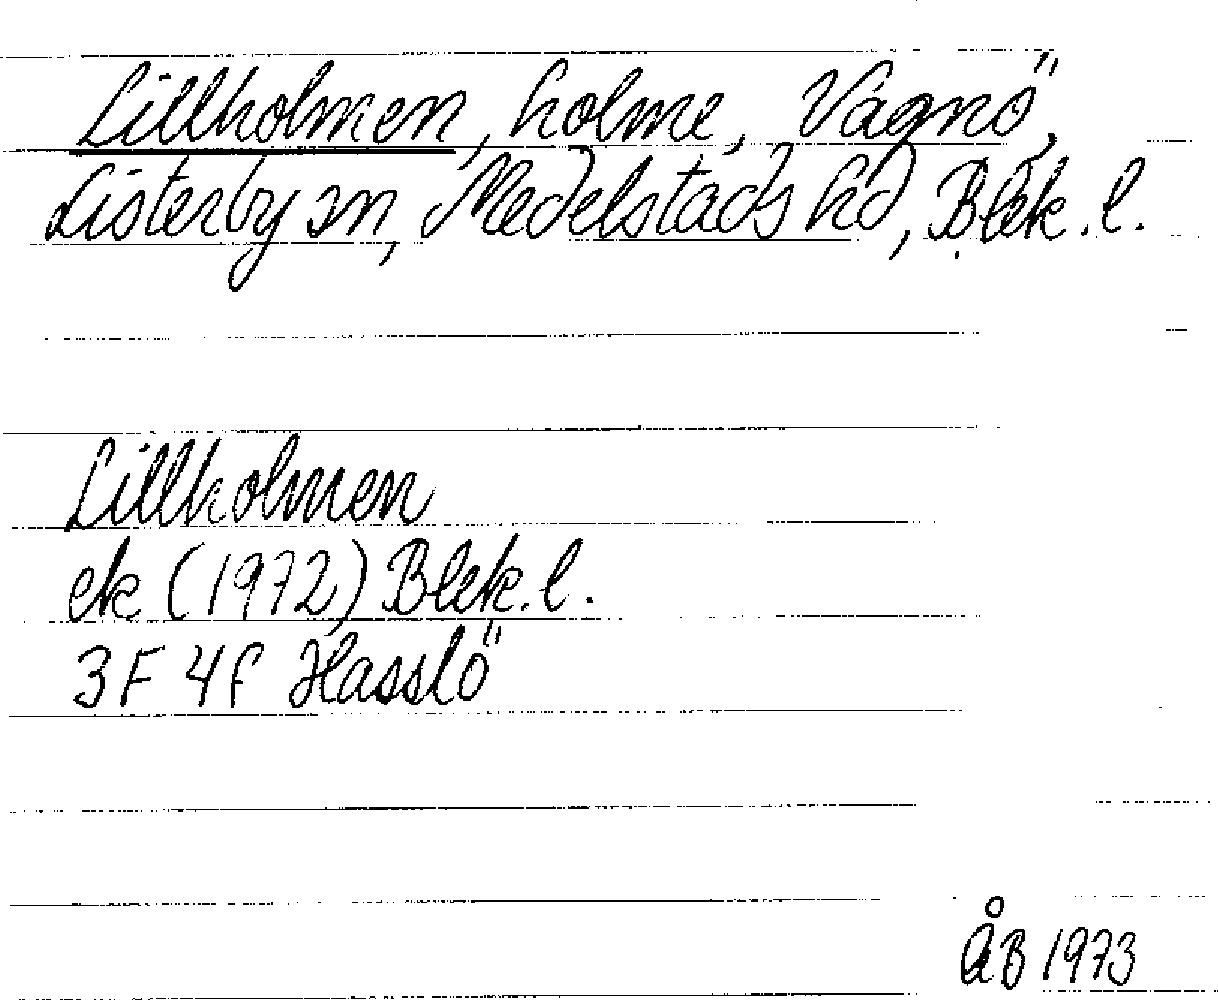 Lillholmen, holme, Vagnö,
Listerby sn, Medelstads hd, Blek. l.
Lillholmen
ek (1972) Blek. l.
3F 4f Hasslö
ÅB 1973